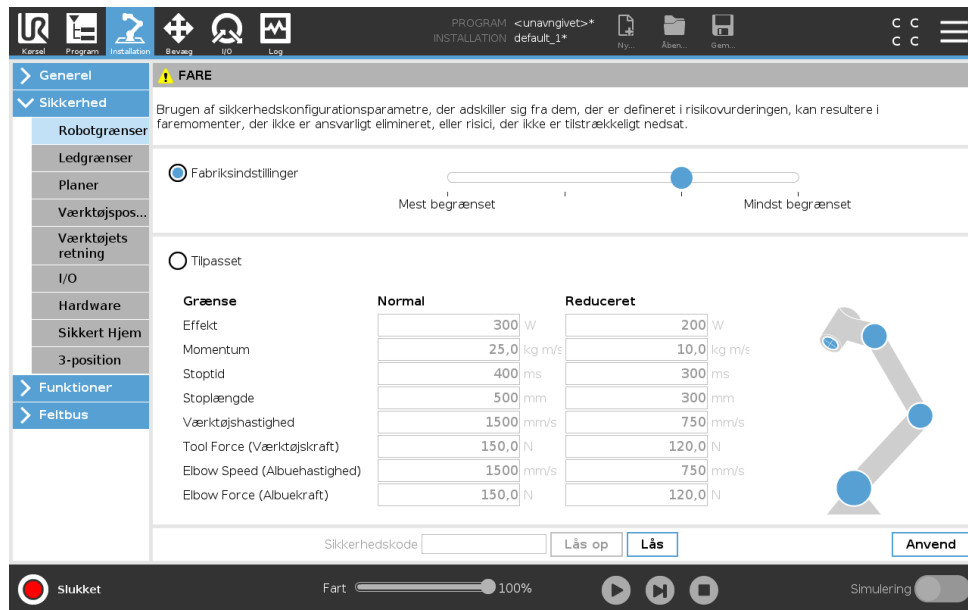 PROGRAM <unavngivet>*
INSTALLATION default_1*
Kørsel Program Installation Bevæg I/O Log Ny... Åben... Gem...
C C
C C
Generel
Sikkerhed
Robotgrænser
Ledgrænser
Planer
Værktøjspos...
Værktøjets
retning
I/O
Hardware
Sikkert Hjem
3-position
Funktioner
Feltbus
FARE
Brugen af sikkerhedskonfigurationsparametre, der adskiller sig fra dem, der er defineret i risikovurderingen, kan resultere i
faremomenter, der ikke er ansvarligt elimineret, eller risici, der ikke er tilstrækkeligt nedsat.
Fabriksindstillinger
Mest begrænset Mindst begrænset
Tilpasset
Grænse Normal Reduceret
Effekt 300 W 200 W
Momentum 25,0 kg m/s 10,0 kg m/s
Stoptid 400 ms 300 ms
Stoplængde 500 mm 300 mm
Værktøjshastighed 1500 mm/s 750 mm/s
Tool Force (Værktøjskraft) 150,0 N 120,0 N
Elbow Speed (Albuehastighed) 1500 mm/s 750 mm/s
Elbow Force (Albuekraft) 150,0 N 120,0 N
Sikkerhedskode Lås op Lås Anvend
Slukket Fart 100% Simulering